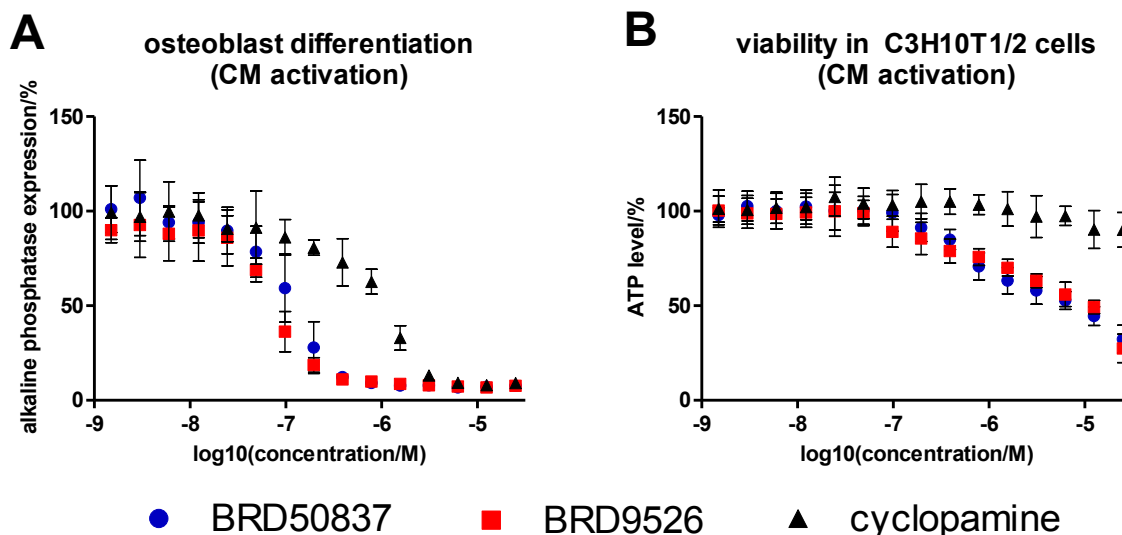 A
osteoblast differentiation
(CM activation)
alkaline phosphatase expression/%
150
100
50
0
-9
-8
-7
-6
-5
log10(concentration/M)
B
viability in C3H10T1/2 cells
(CM activation)
ATP level/%
150
100
50
0
-9
-8
-7
-6
-5
log10(concentration/M)
BRD50837
BRD9526
cyclopamine